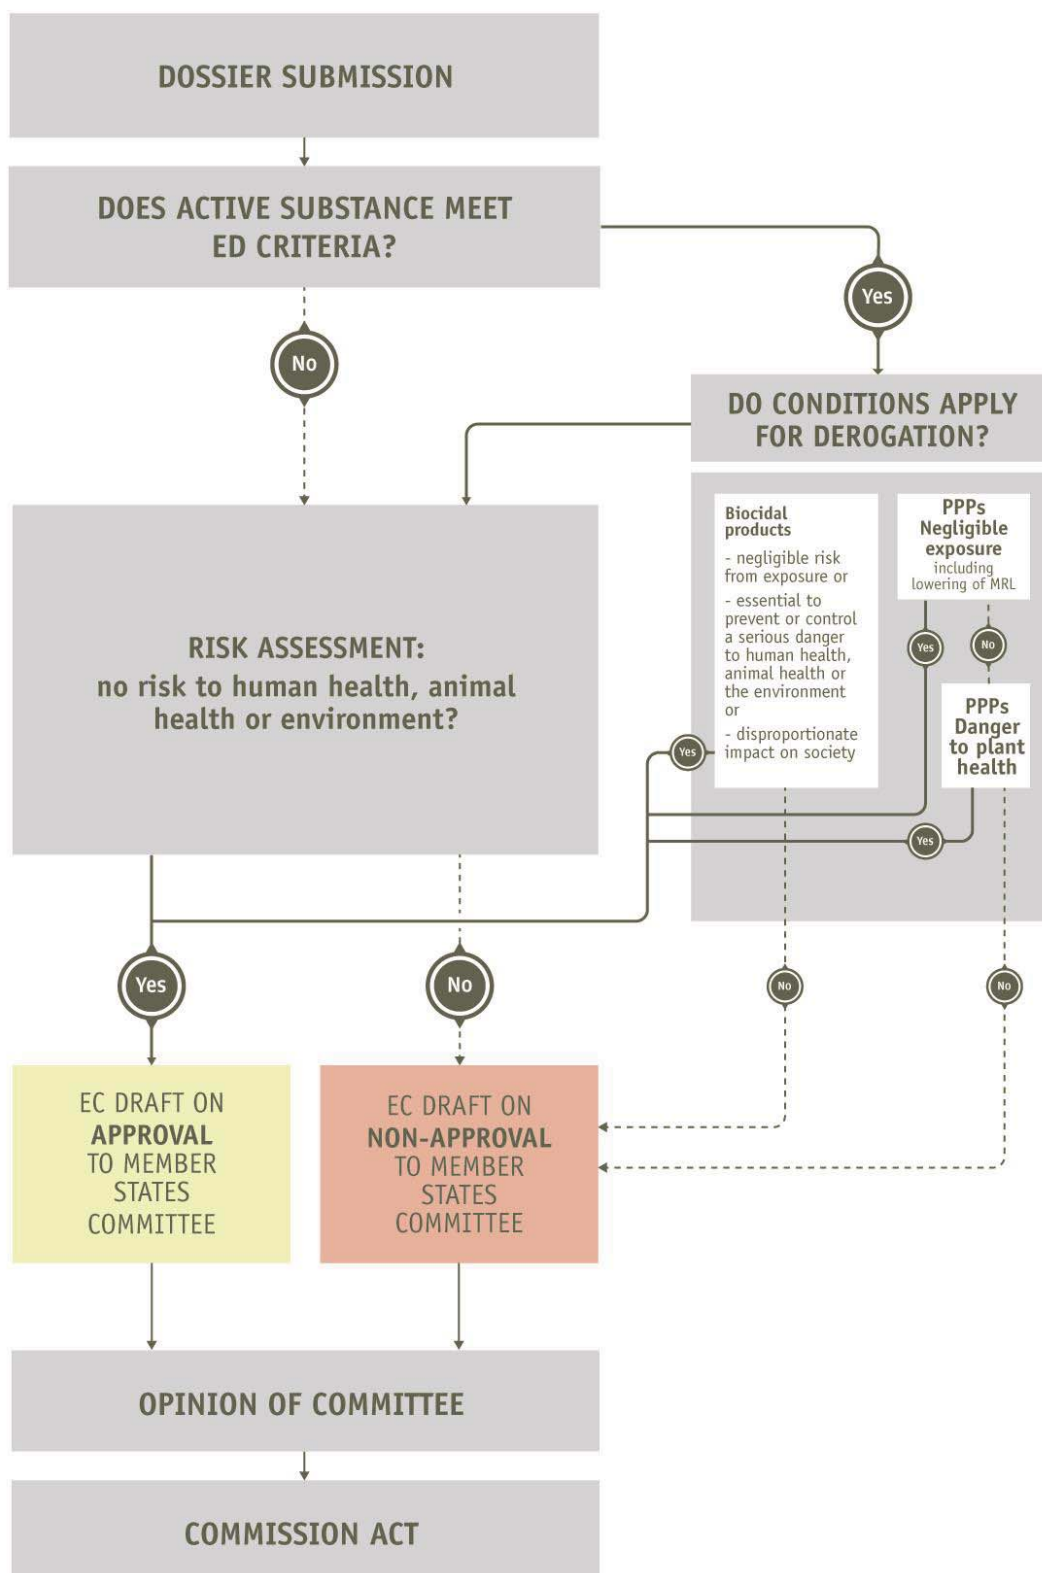 DOSSIER SUBMISSION
DOES ACTIVE SUBSTANCE MEET
ED CRITERIA?
Yes
No
DO CONDITIONS APPLY
FOR DEROGATION?
Biocidal
products
- negligible risk
from exposure or
- essential to
prevent or control
a serious danger
to human health,
animal health or
the environment
or
- disproportionate
impact on society
PPPs
Negligible
exposure
including
lowering of MRL
Yes
No
PPPs
Danger
to plant
health
Yes
Yes
RISK ASSESSMENT:
no risk to human health, animal
health or environment?
Yes
No
No
No
EC DRAFT ON
APPROVAL
TO MEMBER
STATES
COMMITTEE
EC DRAFT ON
NON-APPROVAL
TO MEMBER
STATES
COMMITTEE
OPINION OF COMMITTEE
COMMISSION ACT